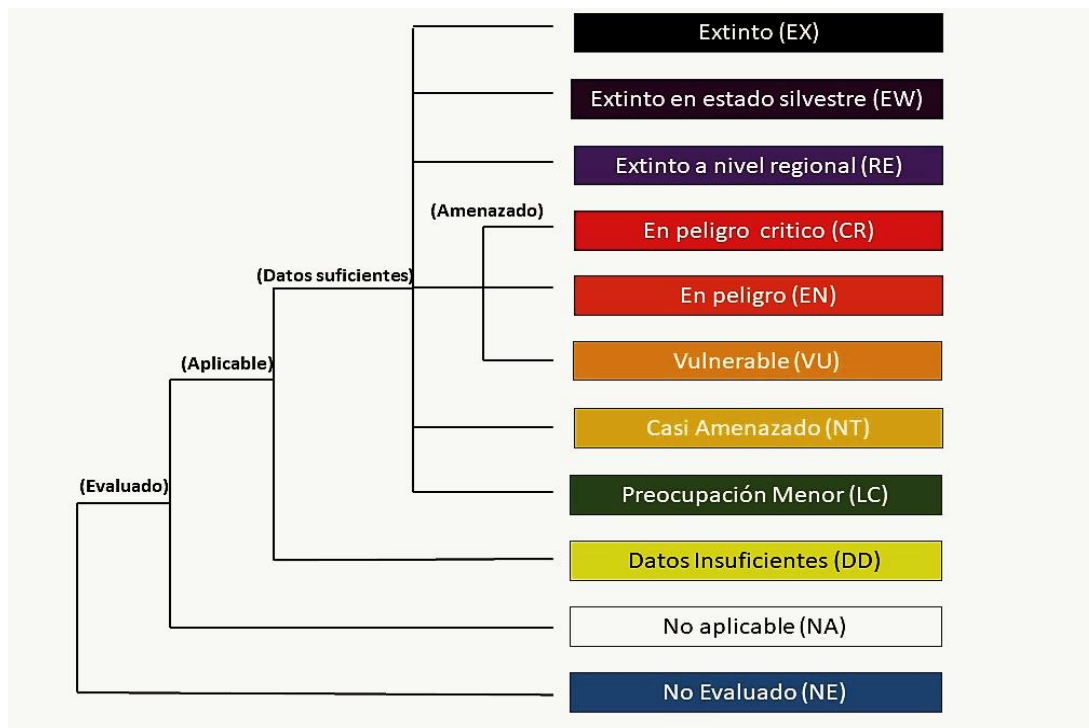 Extinto (EX)
Extinto en estado silvestre (EW)
Extinto a nivel regional (RE)
(Amenazado)
En peligro critico (CR)
(Datos suficientes)
En peligro (EN)
(Aplicable)
Vulnerable (VU)
Casi Amenazado (NT)
(Evaluado)
Preocupación Menor (LC)
Datos Insuficientes (DD)
No aplicable (NA)
No Evaluado (NE)